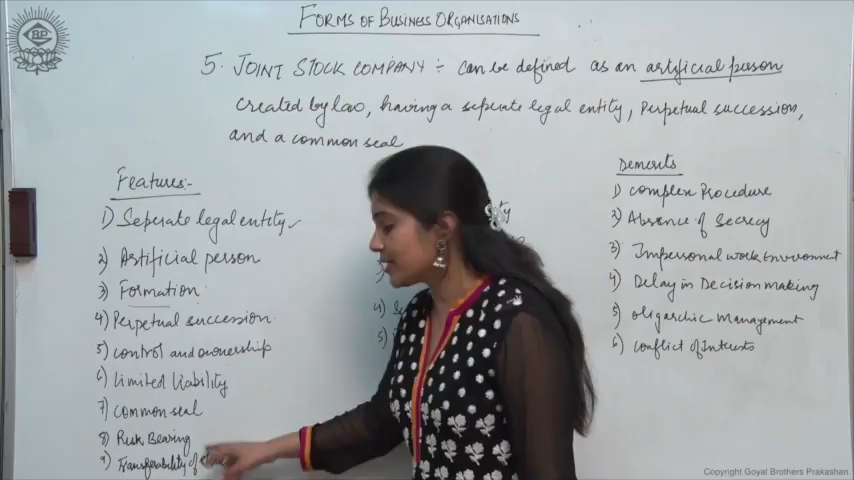 FORMS OF BUSINESS ORGANISATIONS
5. JOINT STOCK COMPANY ÷ can be defined as an artificial person
created by law, having a seperate legal entity, perpetual succession,
and a common seal
Features:-
1) Seperate legal entity
2) Artificial person
3) Formation
4) Perpetual succession
5) control and ownership
6) limited liability
7) common seal
8) Risk Bearing
9) Transferability of
4)
5)
Demerits
1) complex Procedure
2) Absence of Secrecy
3) Impersonal work Environment
4) Delay in Decision making
5) oligarchic Management
6) conflict of Interests
BP
Copyright Goyal Brothers Prakashan